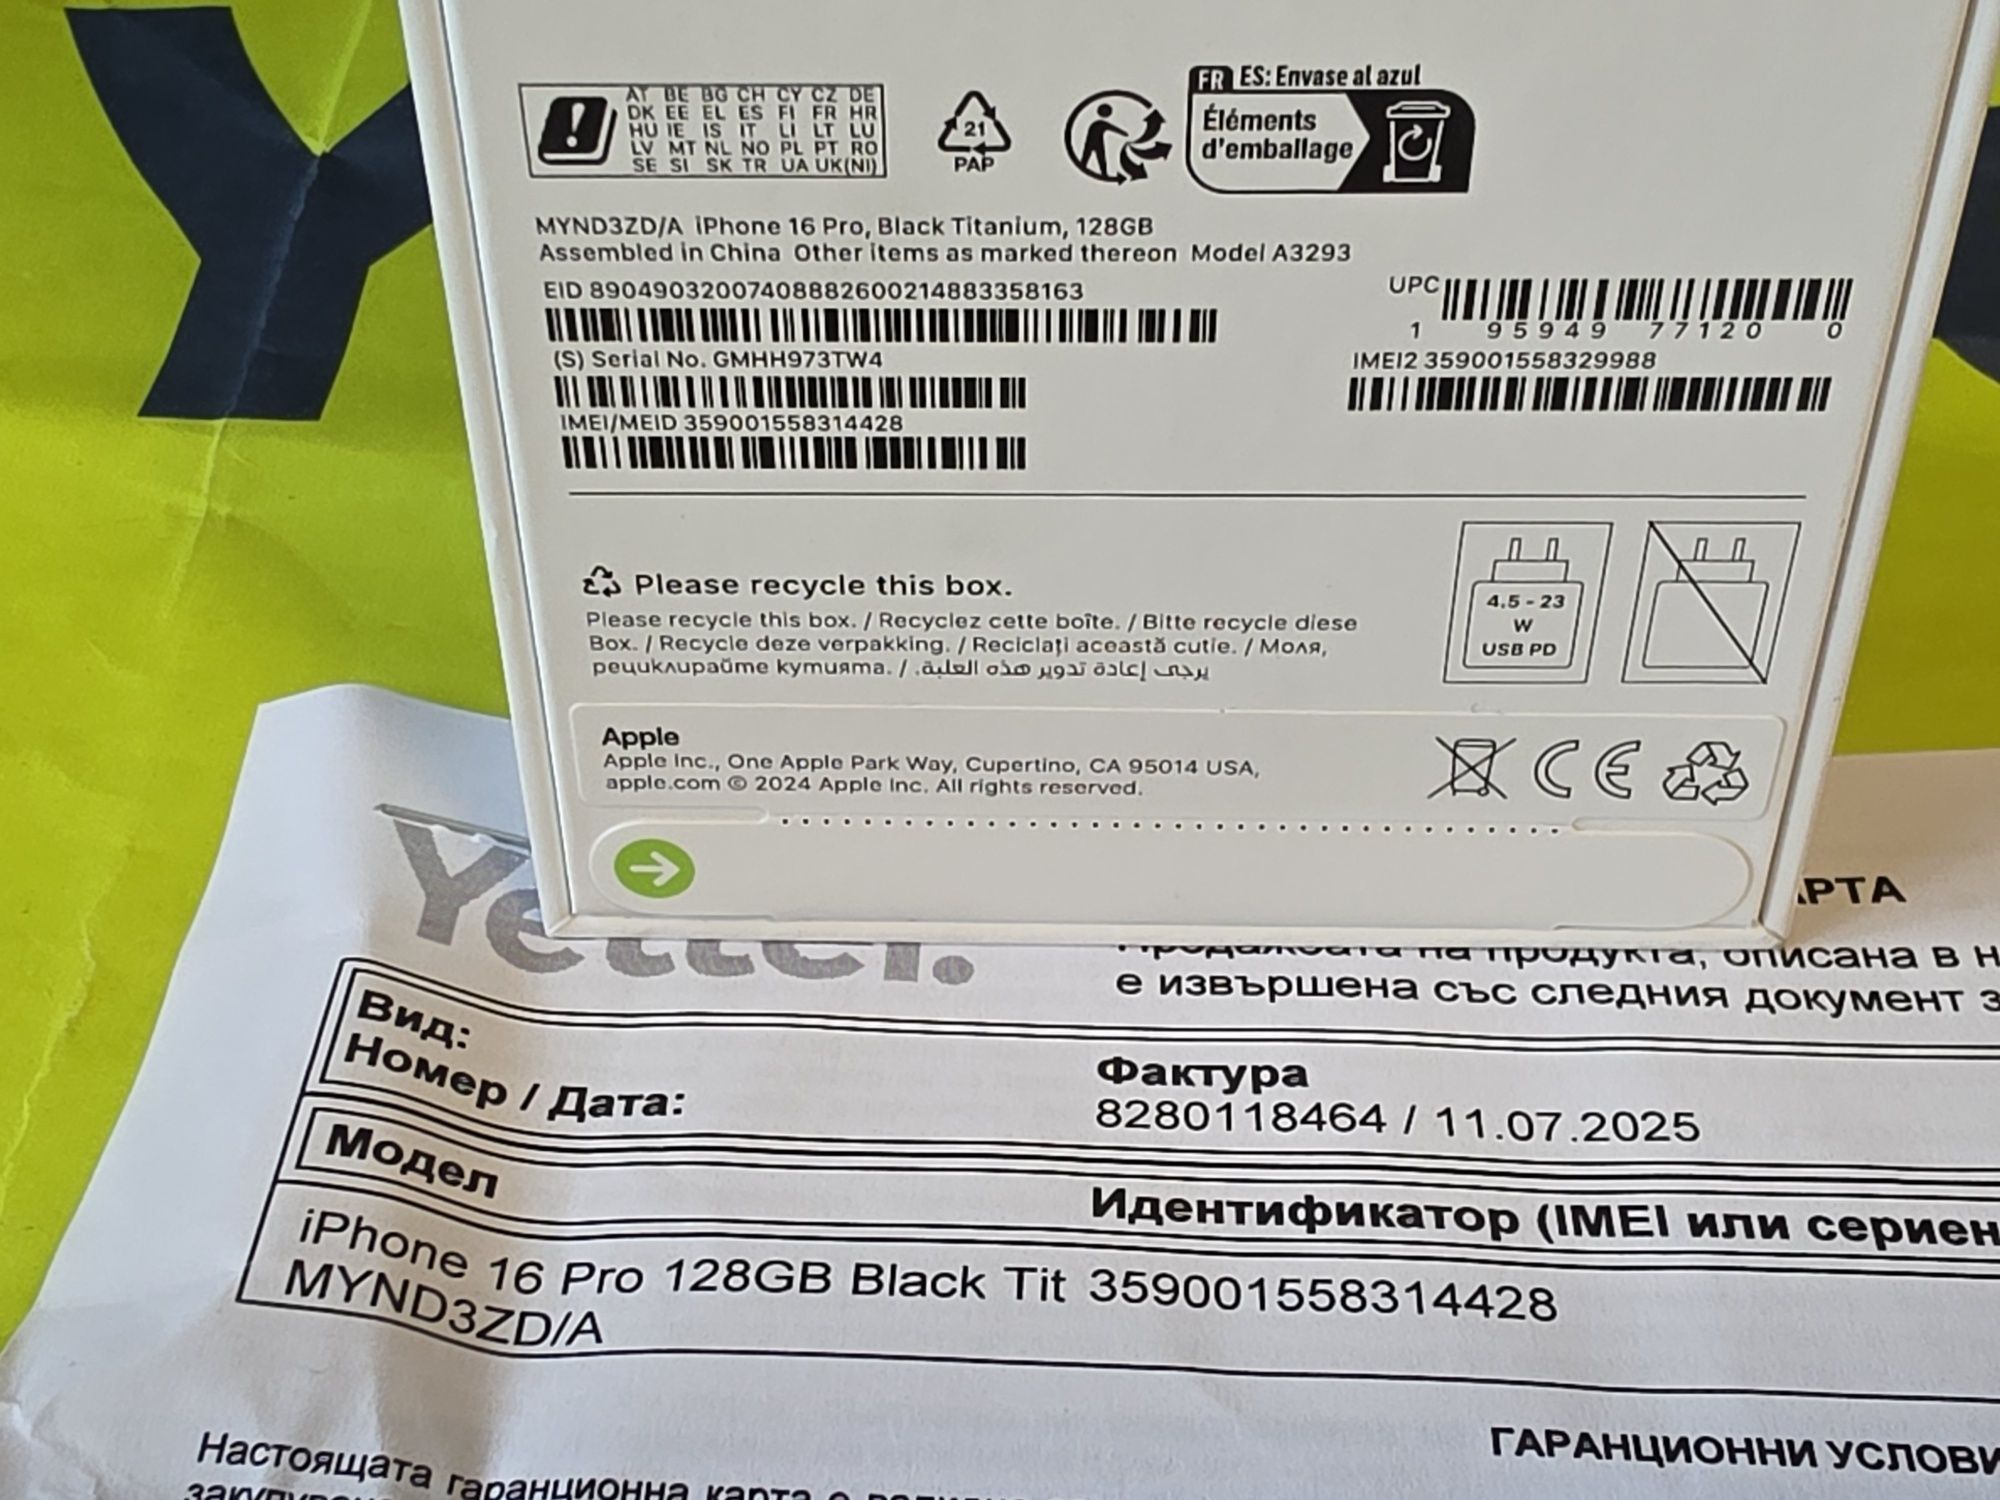 AT BE BG CH CY CZ DE
DK EE EL ES FI FR HR
HU IE IS IT LI LT LU
LV MT NL NO PL PT RO
SE SI SK TR UA UK(NI)
21
PAP
FR ES: Envase al azul
Éléments
d'emballage
MYND3ZD/A iPhone 16 Pro, Black Titanium, 128GB
Assembled in China Other items as marked thereon Model A3293
EID 89049032007408882600214883358163
UPC
1 95949 77120 0
(S) Serial No. GMHH973TW4
IMEI2 359001558329988
IMEI/MEID 359001558314428
Please recycle this box.
Please recycle this box. / Recyclez cette boîte. / Bitte recycle diese
Box. / Recycle deze verpakking. / Reciclați această cutie. / Моля,
рециклирайте кутията. / يرجى إعادة تدوير هذه العلبة.
4.5 - 23
W
USB PD
Apple
Apple Inc., One Apple Park Way, Cupertino, CA 95014 USA,
apple.com © 2024 Apple Inc. All rights reserved.
CE
Yettel.
Продажбата на продукта, описана в
е извършена със следния документ
Вид:
Фактура
Номер / Дата:
8280118464 / 11.07.2025
Модел
Идентификатор (IMEI или сериен
iPhone 16 Pro 128GB Black Tit 359001558314428
MYND3ZD/A
ГАРАНЦИОННИ
Настоящата гаранционна карта е